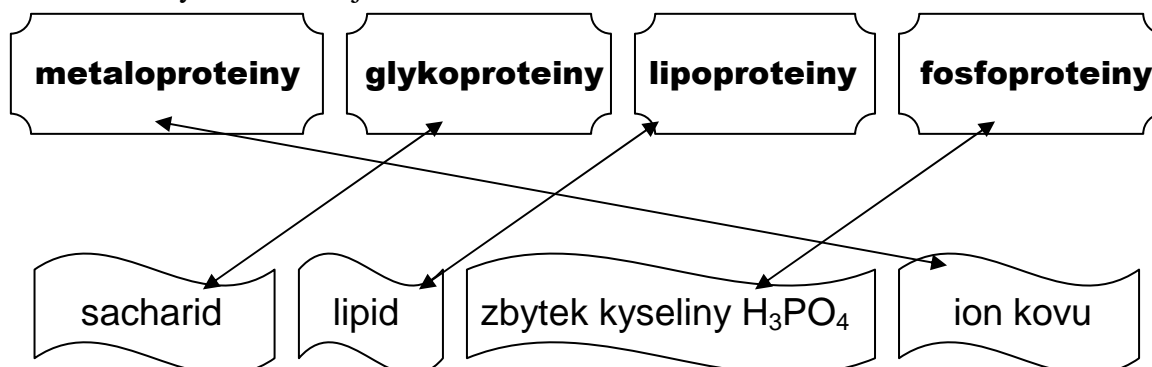 metaloproteiny glykoproteiny lipoproteiny fosfoproteiny
sacharid lipid zbytek kyseliny H₃PO₄ ion kovu